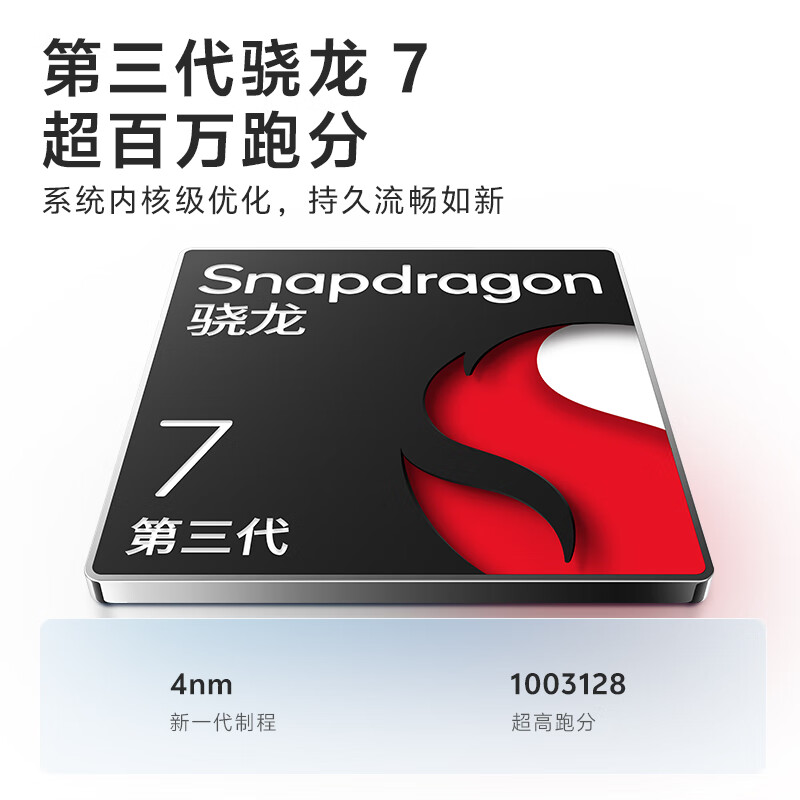 第三代骁龙 7
超百万跑分
系统内核级优化，持久流畅如新
Snapdragon
骁龙
7
第三代
4nm
新一代制程
1003128
超高跑分